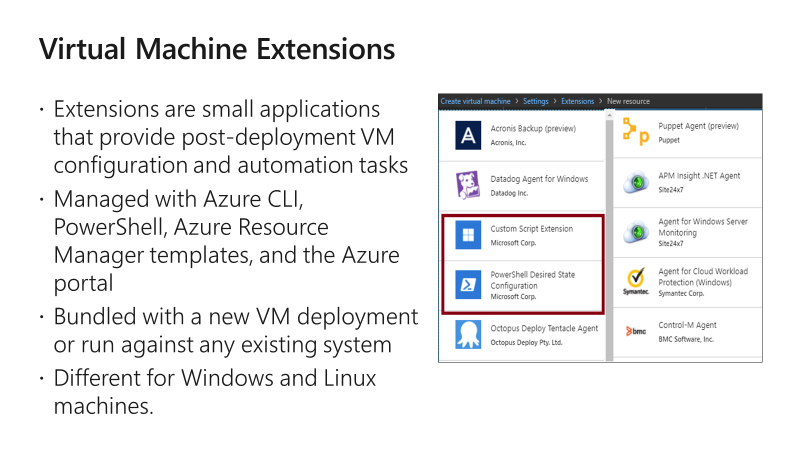 Virtual Machine Extensions
· Extensions are small applications
that provide post-deployment VM
configuration and automation tasks
· Managed with Azure CLI,
PowerShell, Azure Resource
Manager templates, and the Azure
portal
· Bundled with a new VM deployment
or run against any existing system
· Different for Windows and Linux
machines.
Create virtual machine > Settings > Extensions > New resource
A
Acronis Backup (preview)
Acronis, Inc.
Datadog Agent for Windows
Datadog Inc.
Custom Script Extension
Microsoft Corp.
PowerShell Desired State
Configuration
Microsoft Corp.
Octopus Deploy Tentacle Agent
Octopus Deploy Pty. Ltd.
p
Puppet Agent (preview)
Puppet
APM Insight .NET Agent
Site24x7
Agent for Windows Server
Monitoring
Site24x7
Symantec.
Agent for Cloud Workload
Protection (Windows)
Symantec Corp.
bmc
Control-M Agent
BMC Software, Inc.